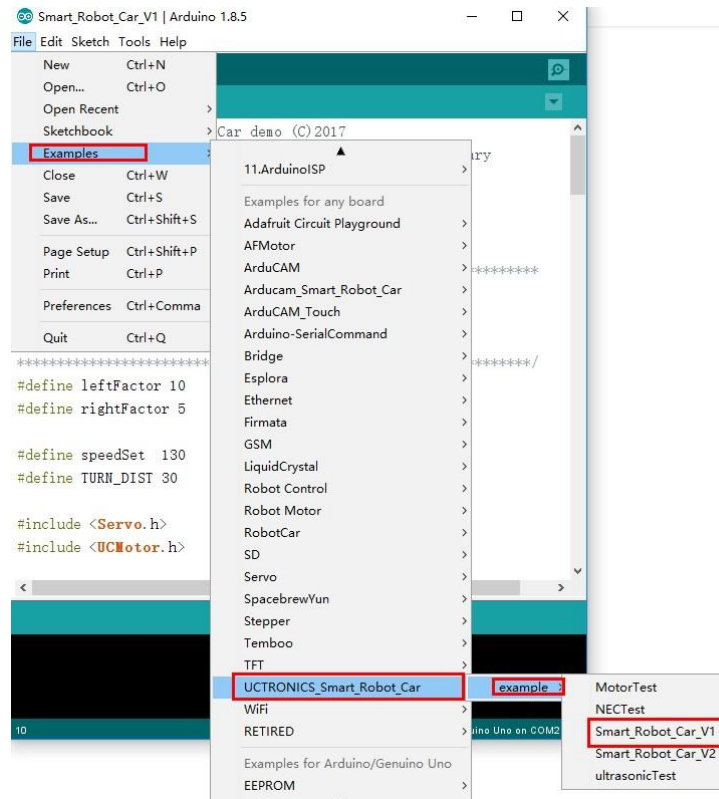 Smart_Robot_Car_V1 | Arduino 1.8.5
File Edit Sketch Tools Help
New Ctrl+N
Open... Ctrl+O
Open Recent
Sketchbook
Examples
Close Ctrl+W
Save Ctrl+S
Save As... Ctrl+Shift+S
Page Setup Ctrl+Shift+P
Print Ctrl+P
Preferences Ctrl+Comma
Quit Ctrl+Q
Car demo (C)2017
11.ArduinoISP
Examples for any board
Adafruit Circuit Playground
AFMotor
ArduCAM
Arducam_Smart_Robot_Car
ArduCAM_Touch
Arduino-SerialCommand
Bridge
Esplora
Ethernet
Firmata
GSM
LiquidCrystal
Robot Control
Robot Motor
RobotCar
SD
Servo
SpacebrewYun
Stepper
Temboo
TFT
UCTRONICS_Smart_Robot_Car
WiFi
RETIRED
Examples for Arduino/Genuino Uno
EEPROM
example
MotorTest
NECTest
Smart_Robot_Car_V1
Smart_Robot_Car_V2
ultrasonicTest
#define leftFactor 10
#define rightFactor 5
#define speedSet 130
#define TURN_DIST 30
#include <Servo.h>
#include <UCMotor.h>
10
Uno on COM2